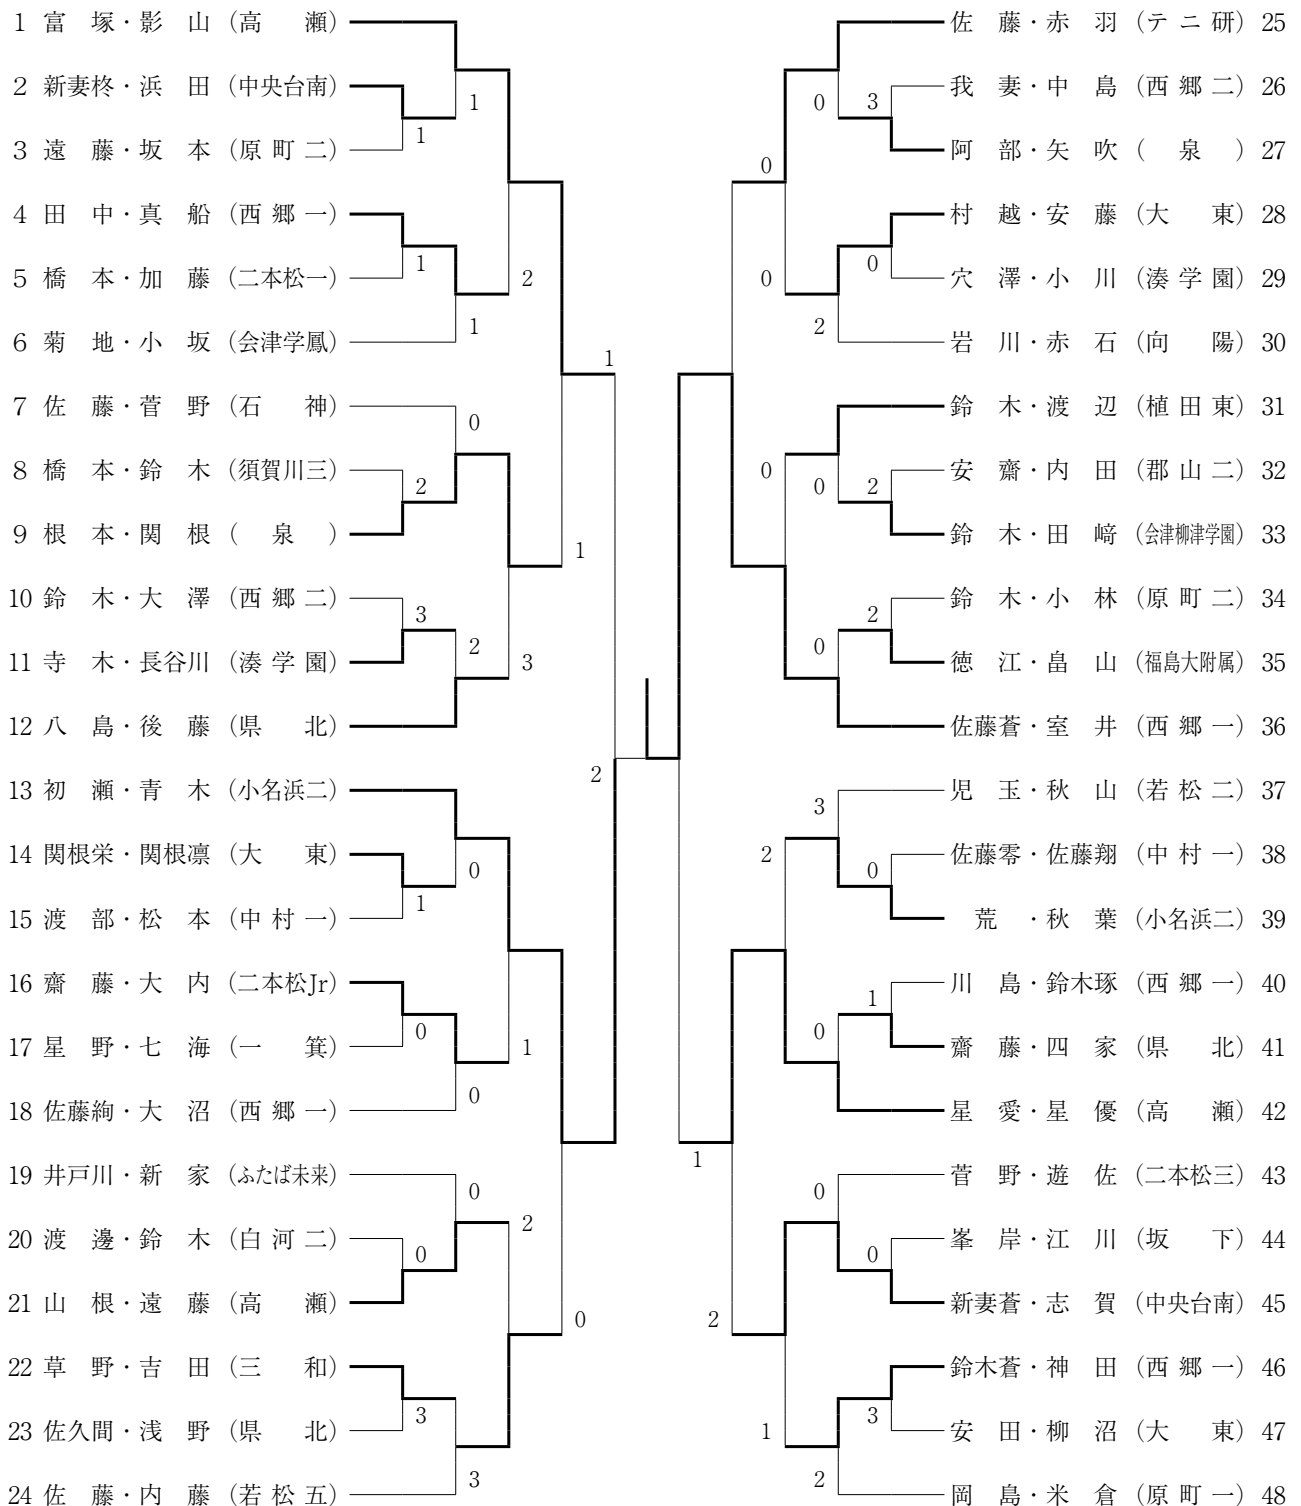 1 富　塚・影　山 (高　　瀬)
2 新妻柊・浜　田 (中央台南)
3 遠　藤・坂　本 (原 町 二)
4 田　中・真　船 (西 郷 一)
5 橋　本・加　藤 (二本松一)
6 菊　地・小　坂 (会津学鳳)
7 佐　藤・菅　野 (石　　神)
8 橋　本・鈴　木 (須賀川三)
9 根　本・関　根 (　泉　)
10 鈴　木・大　澤 (西 郷 二)
11 寺　木・長谷川 (湊 学 園)
12 八　島・後　藤 (県　　北)
13 初　瀬・青　木 (小名浜二)
14 関根栄・関根凛 (大　　東)
15 渡　部・松　本 (中 村 一)
16 齋　藤・大　内 (二本松Jr)
17 星　野・七　海 (一　　箕)
18 佐藤絢・大　沼 (西 郷 一)
19 井戸川・新　家 (ふたば未来)
20 渡　邊・鈴　木 (白 河 二)
21 山　根・遠　藤 (高　　瀬)
22 草　野・吉　田 (三　　和)
23 佐久間・浅　野 (県　　北)
24 佐　藤・内　藤 (若 松 五)
1
1
1
2
1
1
0
2
1
3
2
3
2
0
1
0
1
0
0
2
0
0
3
3
佐　藤・赤　羽 (テ ニ 研) 25
我　妻・中　島 (西 郷 二) 26
阿　部・矢　吹 (　泉　) 27
村　越・安　藤 (大　　東) 28
穴　澤・小　川 (湊 学 園) 29
岩　川・赤　石 (向　　陽) 30
鈴　木・渡　辺 (植 田 東) 31
安　齋・内　田 (郡 山 二) 32
鈴　木・田　﨑 (会津柳津学園) 33
鈴　木・小　林 (原 町 二) 34
徳　江・畠　山 (福島大附属) 35
佐藤蒼・室　井 (西 郷 一) 36
児　玉・秋　山 (若 松 二) 37
佐藤零・佐藤翔 (中 村 一) 38
荒　・秋　葉 (小名浜二) 39
川　島・鈴木琢 (西 郷 一) 40
齋　藤・四　家 (県　　北) 41
星　愛・星　優 (高　　瀬) 42
菅　野・遊　佐 (二本松三) 43
峯　岸・江　川 (坂　　下) 44
新妻蒼・志　賀 (中央台南) 45
鈴木蒼・神　田 (西 郷 一) 46
安　田・柳　沼 (大　　東) 47
岡　島・米　倉 (原 町 一) 48
0
3
0
0
0
2
0
0
2
2
0
3
2
0
1
0
1
0
0
2
3
1
2